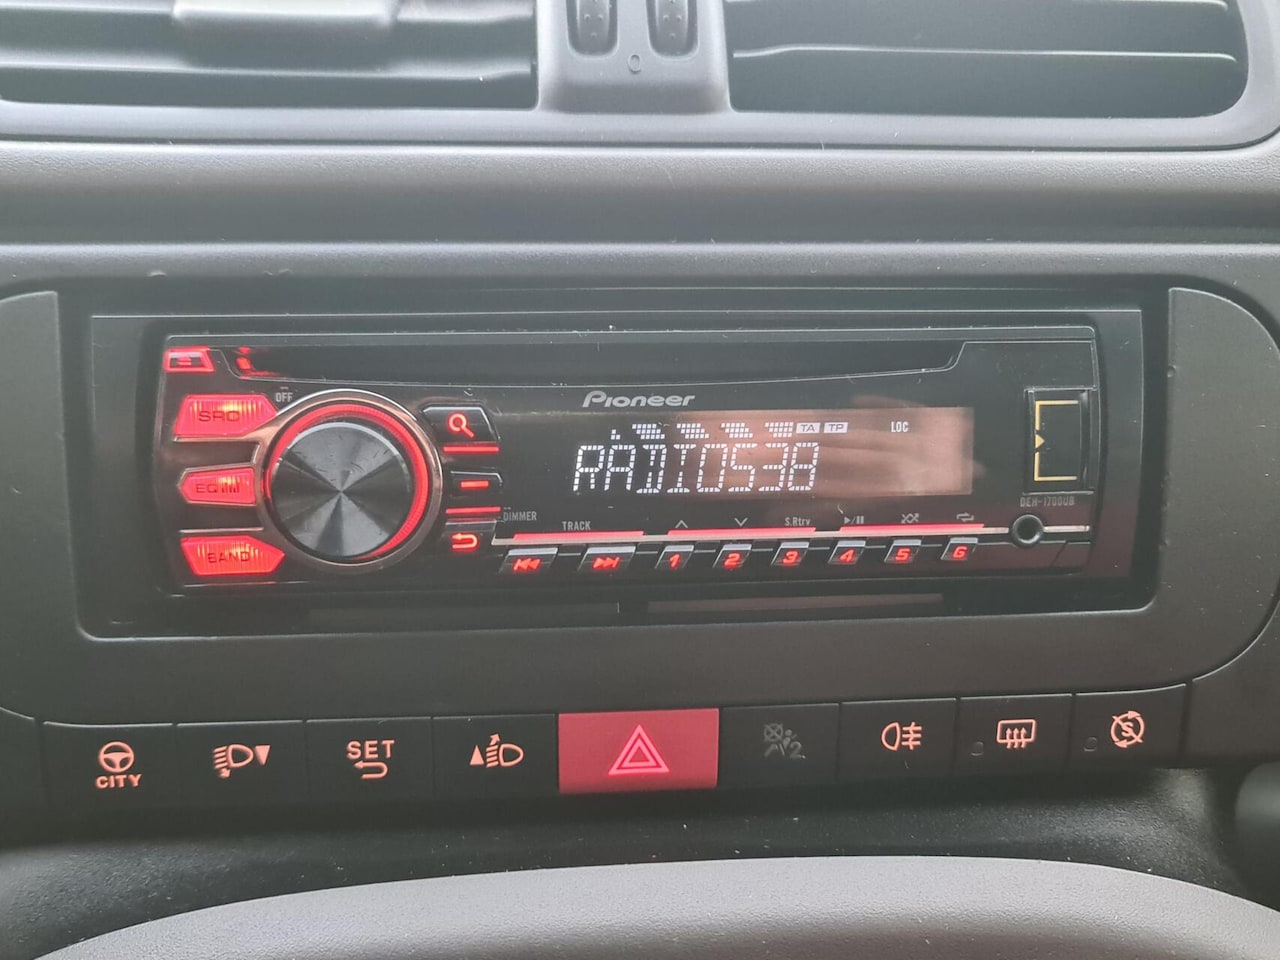 Pioneer
OFF
SRC
TA TP LOC
RADIO538
EQ
DEH-1700UB
DIMMER
TRACK
S.Rtrv
BAND
1 2 3 4 5 6
CITY
SET
2